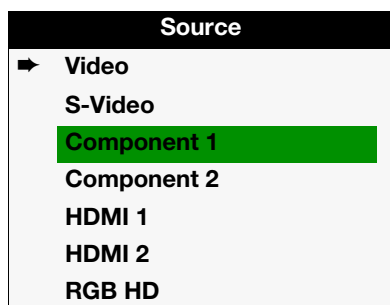 Source
➨ Video
S-Video
Component 1
Component 2
HDMI 1
HDMI 2
RGB HD